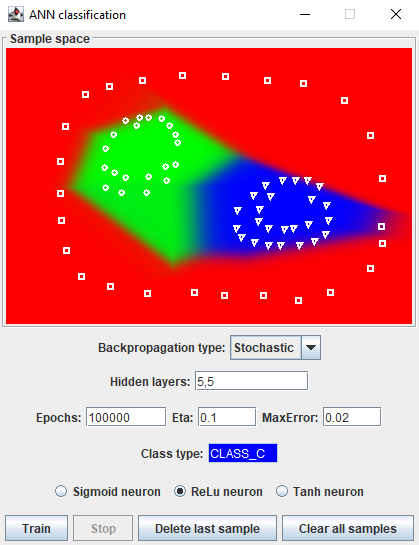 ANN classification
Sample space
Backpropagation type: Stochastic
Hidden layers: 5,5
Epochs: 100000 Eta: 0.1 MaxError: 0.02
Class type: CLASS_C
Sigmoid neuron ReLu neuron Tanh neuron
Train Stop Delete last sample Clear all samples